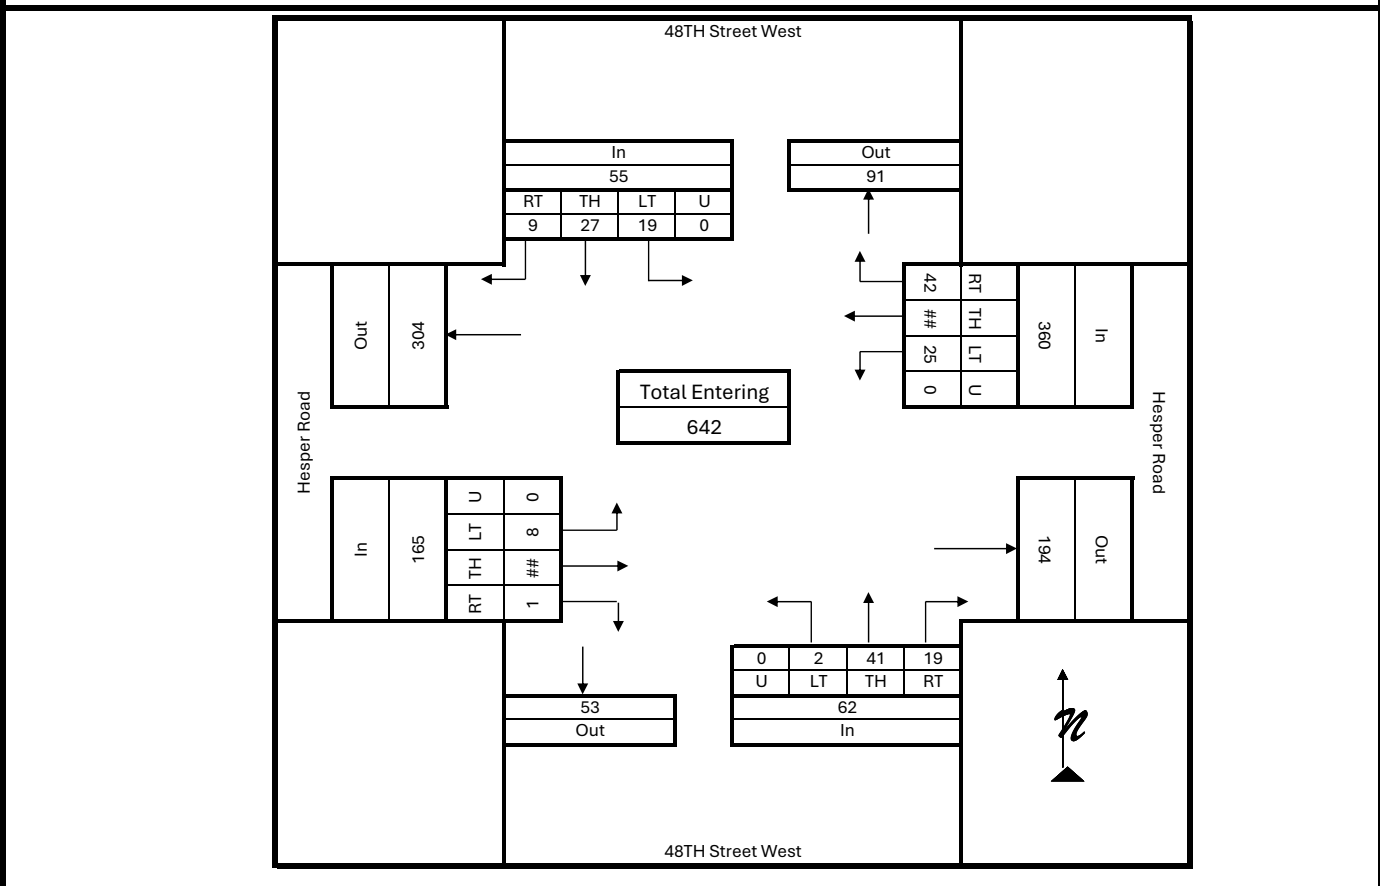 48TH Street West
In
55
RT TH LT U
9 27 19 0
Out
91
Out
304
42 RT
## TH
25 LT
0 U
360
In
Total Entering
642
Hesper Road
Hesper Road
In
165
U 0
LT 8
TH ##
RT 1
194
Out
0 2 41 19
U LT TH RT
62
In
53
Out
N
48TH Street West